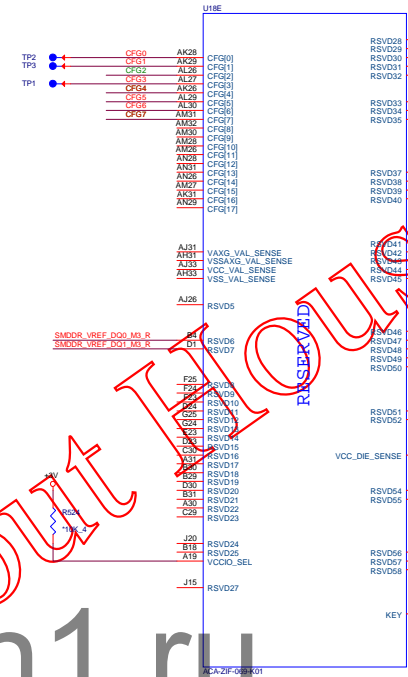 U18E
TP2 CFG0 AK28 CFG[0] RSVD28
RSVD29
TP3 CFG1 AK29 CFG[1] RSVD30
CFG2 AL26 CFG[2] RSVD31
TP1 CFG3 AL27 CFG[3] RSVD32
CFG4 AK26 CFG[4]
CFG5 AL29 CFG[5] RSVD33
CFG6 AL30 CFG[6] RSVD34
CFG7 AM31 CFG[7] RSVD35
AM32 CFG[8]
AM30 CFG[9]
AM28 CFG[10]
AM26 CFG[11]
AN28 CFG[12]
AN31 CFG[13] RSVD37
AN26 CFG[14] RSVD38
AM27 CFG[15] RSVD39
AK31 CFG[16] RSVD40
AN29 CFG[17]
RSVD41
AJ31 VAXG_VAL_SENSE RSVD42
AH31 VSSAXG_VAL_SENSE RSVD43
AJ33 VCC_VAL_SENSE RSVD44
AH33 VSS_VAL_SENSE RSVD45
AJ26 RSVD5
RESERVED
SMDDR_VREF_DQ0_M3_R B4 RSVD6 RSVD46
SMDDR_VREF_DQ1_M3_R D1 RSVD7 RSVD47
RSVD48
RSVD49
RSVD50
F25 RSVD8
F24 RSVD9
RSVD10
D24 RSVD11 RSVD51
G25 RSVD12 RSVD52
G24 RSVD13
E23 RSVD14
D23 RSVD15
C30 RSVD16 VCC_DIE_SENSE
A31 RSVD17
B30 RSVD18
B29 RSVD19
D30 RSVD20 RSVD54
B31 RSVD21 RSVD55
A30 RSVD22
C29 RSVD23
+3V
R524
*10K_4
J20 RSVD24
B18 RSVD25 RSVD56
A19 VCCIO_SEL RSVD57
RSVD58
J15 RSVD27
KEY
ACA-ZIF-069-K01
out
n1.ru